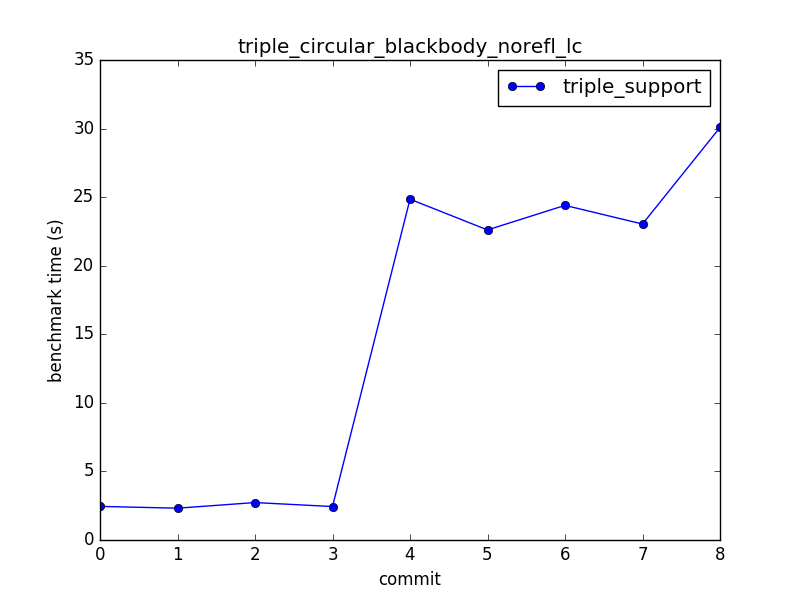 triple_circular_blackbody_norefl_lc
triple_support
benchmark time (s)
35
30
25
20
15
10
5
0
0 1 2 3 4 5 6 7 8
commit